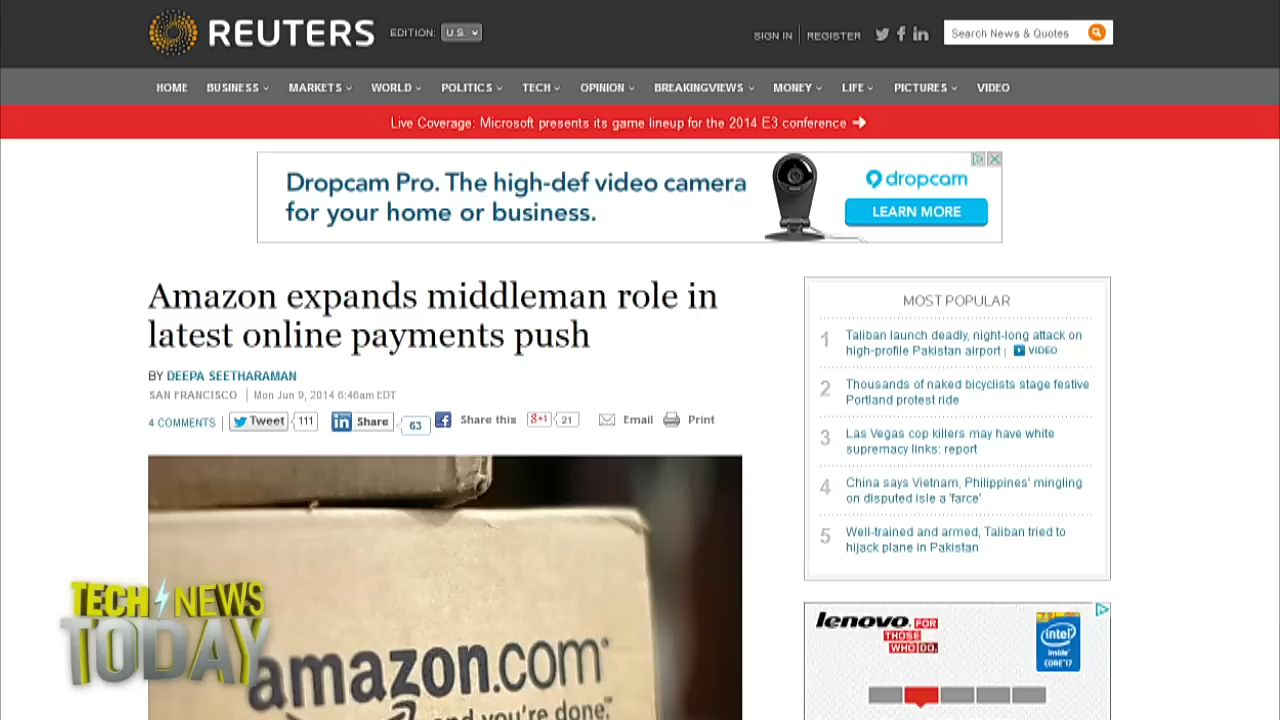 REUTERS
EDITION: U.S.
SIGN IN REGISTER
Search News & Quotes
HOME BUSINESS MARKETS WORLD POLITICS TECH OPINION BREAKINGVIEWS MONEY LIFE PICTURES VIDEO
Live Coverage: Microsoft presents its game lineup for the 2014 E3 conference
Dropcam Pro. The high-def video camera
for your home or business.
dropcam
LEARN MORE
Amazon expands middleman role in
latest online payments push
BY DEEPA SEETHARAMAN
SAN FRANCISCO Mon Jun 9, 2014 6:46am EDT
4 COMMENTS Tweet 111 in Share 63 f Share this g+1 21 Email Print
amazon.com
and you're done.
MOST POPULAR
1 Taliban launch deadly, night-long attack on
high-profile Pakistan airport | VIDEO
2 Thousands of naked bicyclists stage festive
Portland protest ride
3 Las Vegas cop killers may have white
supremacy links: report
4 China says Vietnam, Philippines' mingling
on disputed isle a 'farce'
5 Well-trained and armed, Taliban tried to
hijack plane in Pakistan
lenovo FOR
THOSE
WHO DO.
intel
inside
CORE i7
TECH NEWS
TODAY